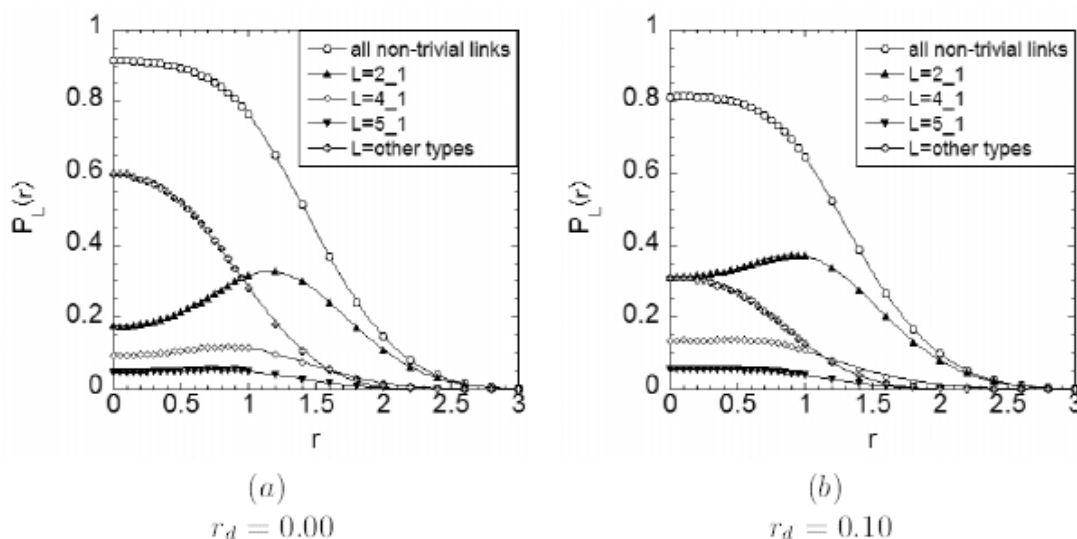 1
0.8
0.6
0.4
0.2
0
P_L(r)
all non-trivial links
L=2_1
L=4_1
L=5_1
L=other types
0 0.5 1 1.5 2 2.5 3
r
(a)
r_d = 0.00
1
0.8
0.6
0.4
0.2
0
P_L(r)
all non-trivial links
L=2_1
L=4_1
L=5_1
L=other types
0 0.5 1 1.5 2 2.5 3
r
(b)
r_d = 0.10